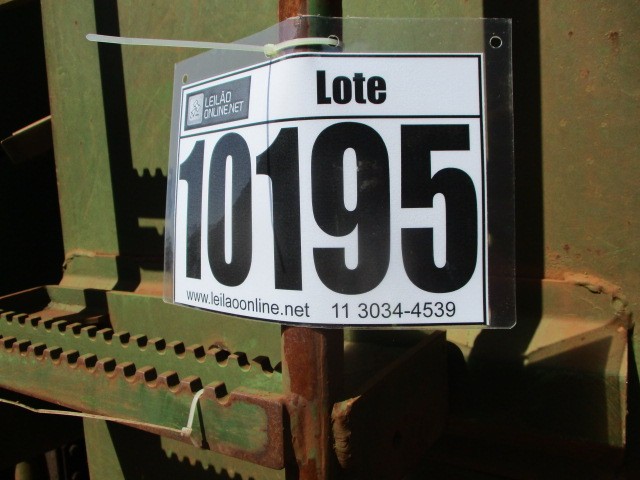 LEILÃO
ONLINE.NET
Lote
10195
www.leilaoonline.net 11 3034-4539